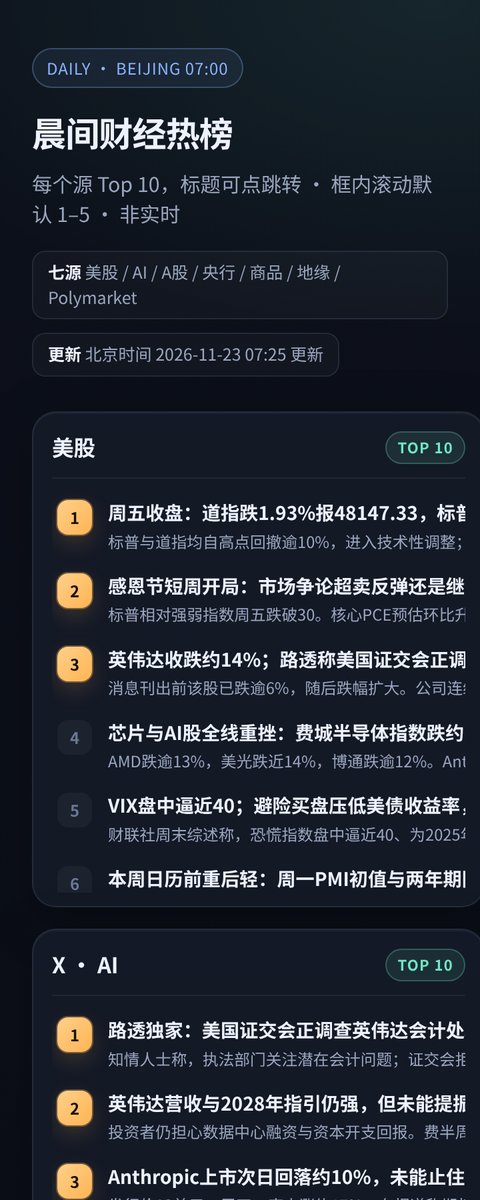 DAILY • BEIJING 07:00
晨间财经热榜
每个源 Top 10，标题可点跳转 • 框内滚动默
认 1–5 • 非实时
七源 美股 / AI / A股 / 央行 / 商品 / 地缘 /
Polymarket
更新 北京时间 2026-11-23 07:25 更新
美股
TOP 10
1
周五收盘：道指跌1.93%报48147.33，标普
标普与道指均自高点回撤逾10%，进入技术性调整；
2
感恩节短周开局：市场争论超卖反弹还是继
标普相对强弱指数周五跌破30。核心PCE预估环比升
3
英伟达收跌约14%；路透称美国证交会正调
消息刊出前该股已跌逾6%，随后跌幅扩大。公司连
4
芯片与AI股全线重挫：费城半导体指数跌约
AMD跌逾13%，美光跌近14%，博通跌逾12%。Ant
5
VIX盘中逼近40；避险买盘压低美债收益率，
财联社周末综述称，恐慌指数盘中逼近40、为2025
6
本周日历前重后轻：周一PMI初值与两年期
X • AI
TOP 10
1
路透独家：美国证交会正调查英伟达会计处
知情人士称，执法部门关注潜在会计问题；证交会拒
2
英伟达营收与2028年指引仍强，但未能提振
投资者仍担心数据中心融资与资本开支回报。费半周
3
Anthropic上市次日回落约10%，未能止住